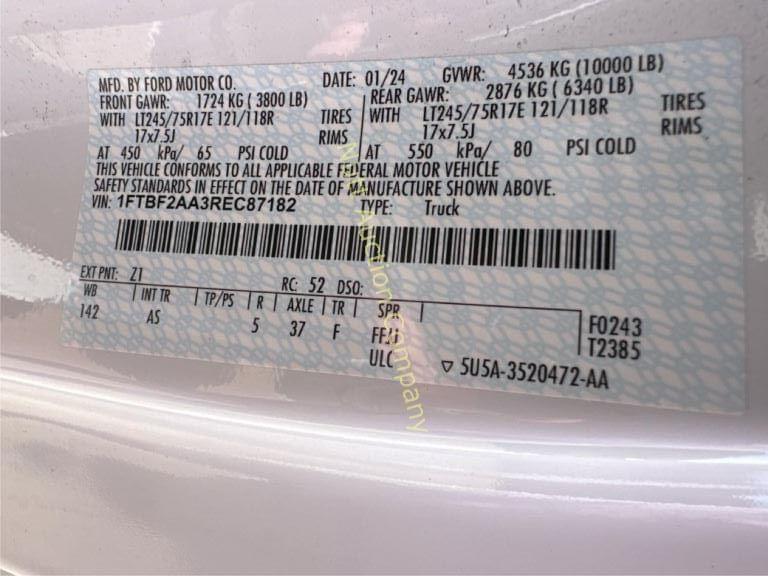 MFD. BY FORD MOTOR CO. DATE: 01/24 GVWR: 4536 KG (10000 LB)
FRONT GAWR: 1724 KG ( 3800 LB) REAR GAWR: 2876 KG ( 6340 LB)
WITH LT245/75R17E 121/118R TIRES WITH LT245/75R17E 121/118R TIRES
17x7.5J RIMS 17x7.5J RIMS
AT 450 kPa/ 65 PSI COLD AT 550 kPa/ 80 PSI COLD
THIS VEHICLE CONFORMS TO ALL APPLICABLE FEDERAL MOTOR VEHICLE
SAFETY STANDARDS IN EFFECT ON THE DATE OF MANUFACTURE SHOWN ABOVE.
VIN: 1FTBF2AA3REC87182 TYPE: Truck
EXT PNT: Z1 RC: 52 DSO:
WB INT TR TP/PS R AXLE TR SPR
142 AS 5 37 F
ULC
F0243
T2385
5U5A-3520472-AA
Auction Company